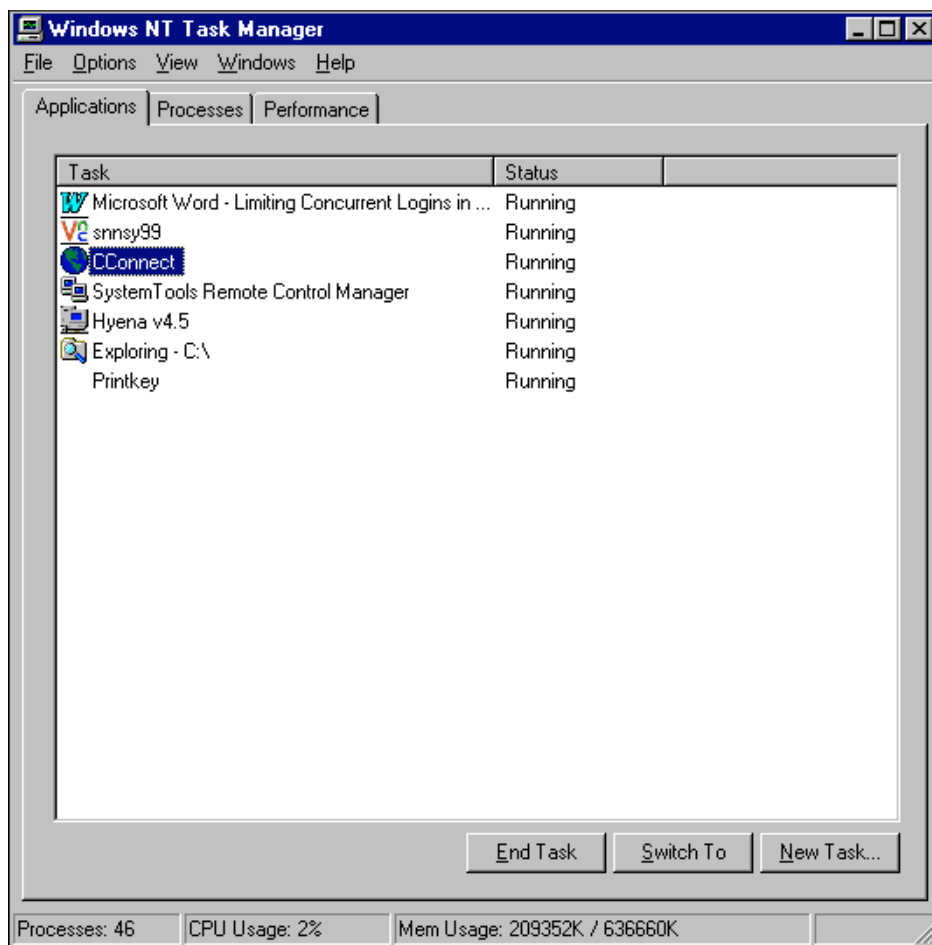 Windows NT Task Manager
File Options View Windows Help
Applications Processes Performance
Task Status
Microsoft Word - Limiting Concurrent Logins in ... Running
snnsy99 Running
CConnect Running
SystemTools Remote Control Manager Running
Hyena v4.5 Running
Exploring - C:\ Running
Printkey Running
End Task Switch To New Task...
Processes: 46 CPU Usage: 2% Mem Usage: 209352K / 636660K